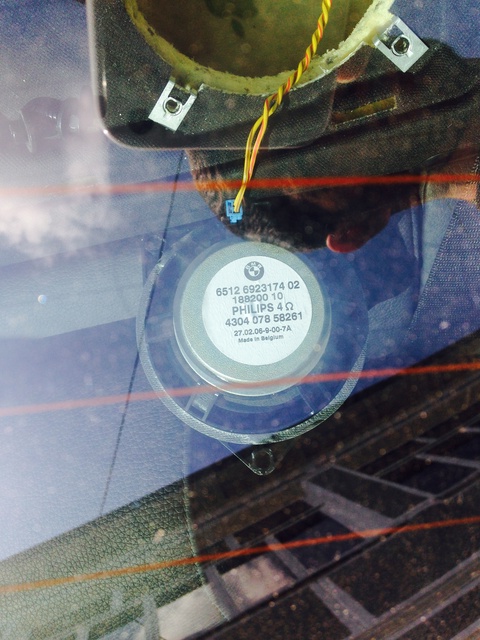 BMW
6512 6923174 02
188200 10
PHILIPS 4 Ω
4304 078 58261
27.02.06-9-00-7A
Made in Belgium